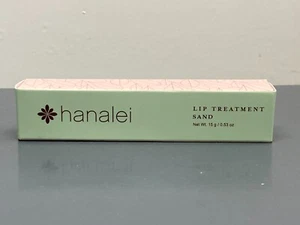 hanalei
LIP TREATMENT
SAND
Net Wt. 15 g / 0.53 oz